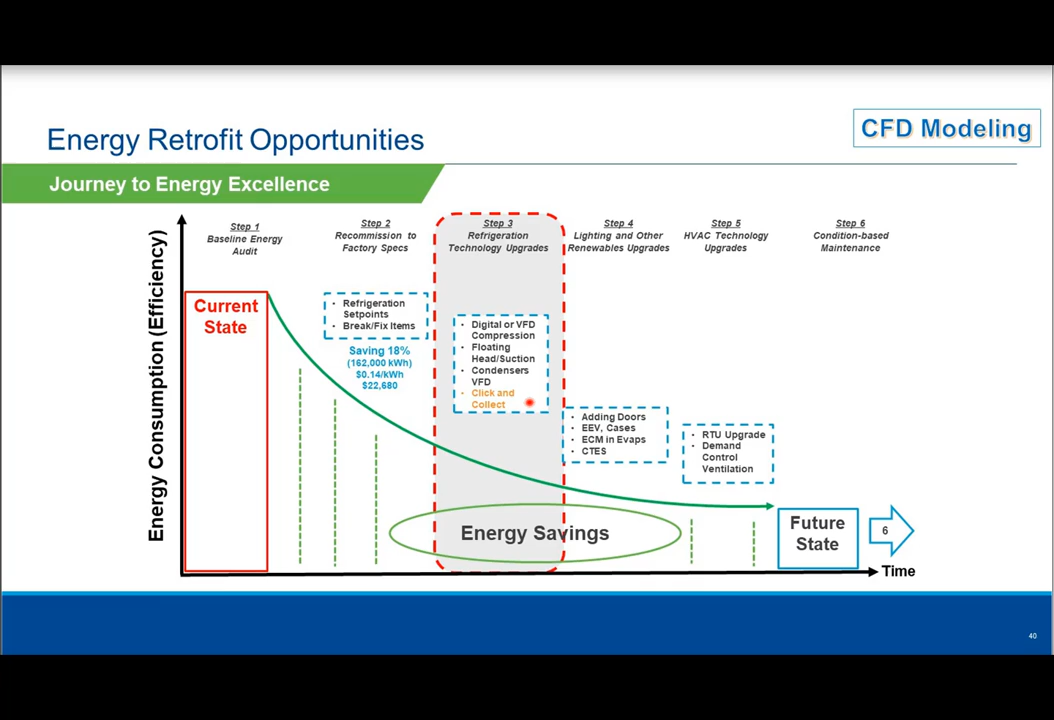 Energy Retrofit Opportunities
CFD Modeling
Journey to Energy Excellence
Energy Consumption (Efficiency)
Step 1
Baseline Energy
Audit
Step 2
Recommission to
Factory Specs
Step 3
Refrigeration
Technology Upgrades
Step 4
Lighting and Other
Renewables Upgrades
Step 5
HVAC Technology
Upgrades
Step 6
Condition-based
Maintenance
Current
State
• Refrigeration
Setpoints
• Break/Fix Items
Saving 18%
(162,000 kWh)
$0.14/kWh
$22,680
• Digital or VFD
Compression
• Floating
Head/Suction
• Condensers
VFD
• Click and
Collect
• Adding Doors
• EEV, Cases
• ECM in Evaps
• CTES
• RTU Upgrade
• Demand
Control
Ventilation
Energy Savings
Future
State
6
Time
40